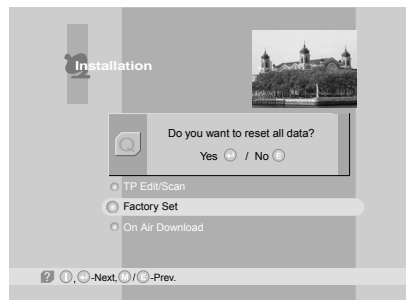 Installation
Q
Do you want to reset all data?
Yes / No E
TP Edit/Scan
Factory Set
On Air Download
? , -Next, M / E -Prev.